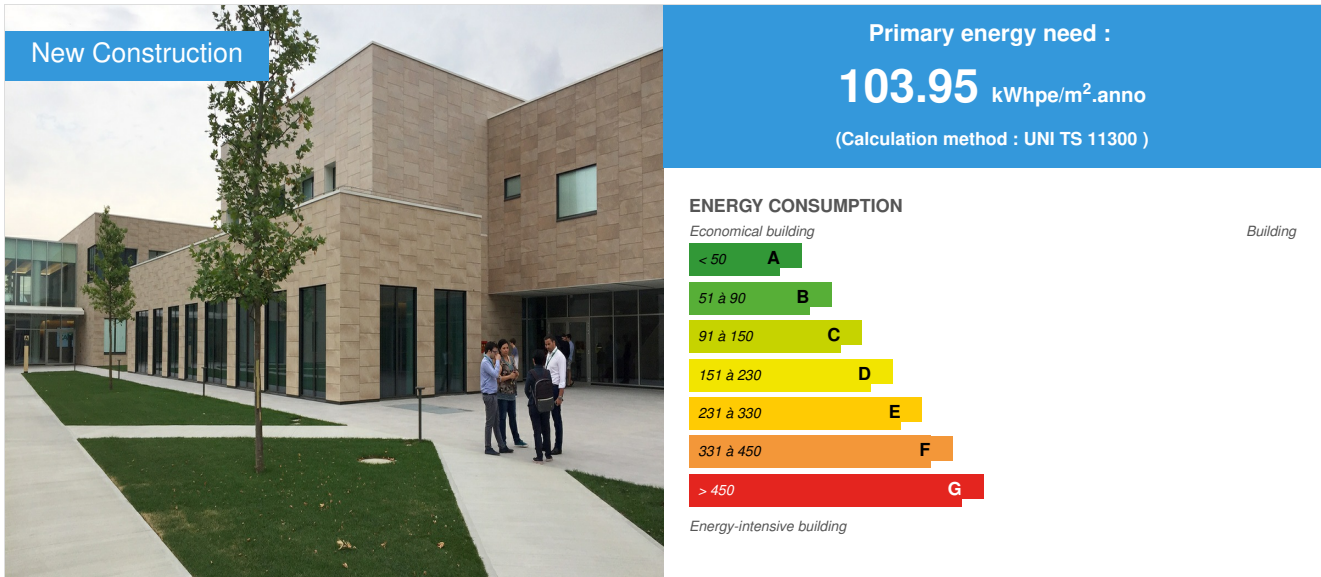 New Construction
Primary energy need :
103.95 kWhpe/m².anno
(Calculation method : UNI TS 11300 )
ENERGY CONSUMPTION
Economical building
Building
< 50 A
51 à 90 B
91 à 150 C
151 à 230 D
231 à 330 E
331 à 450 F
> 450 G
Energy-intensive building